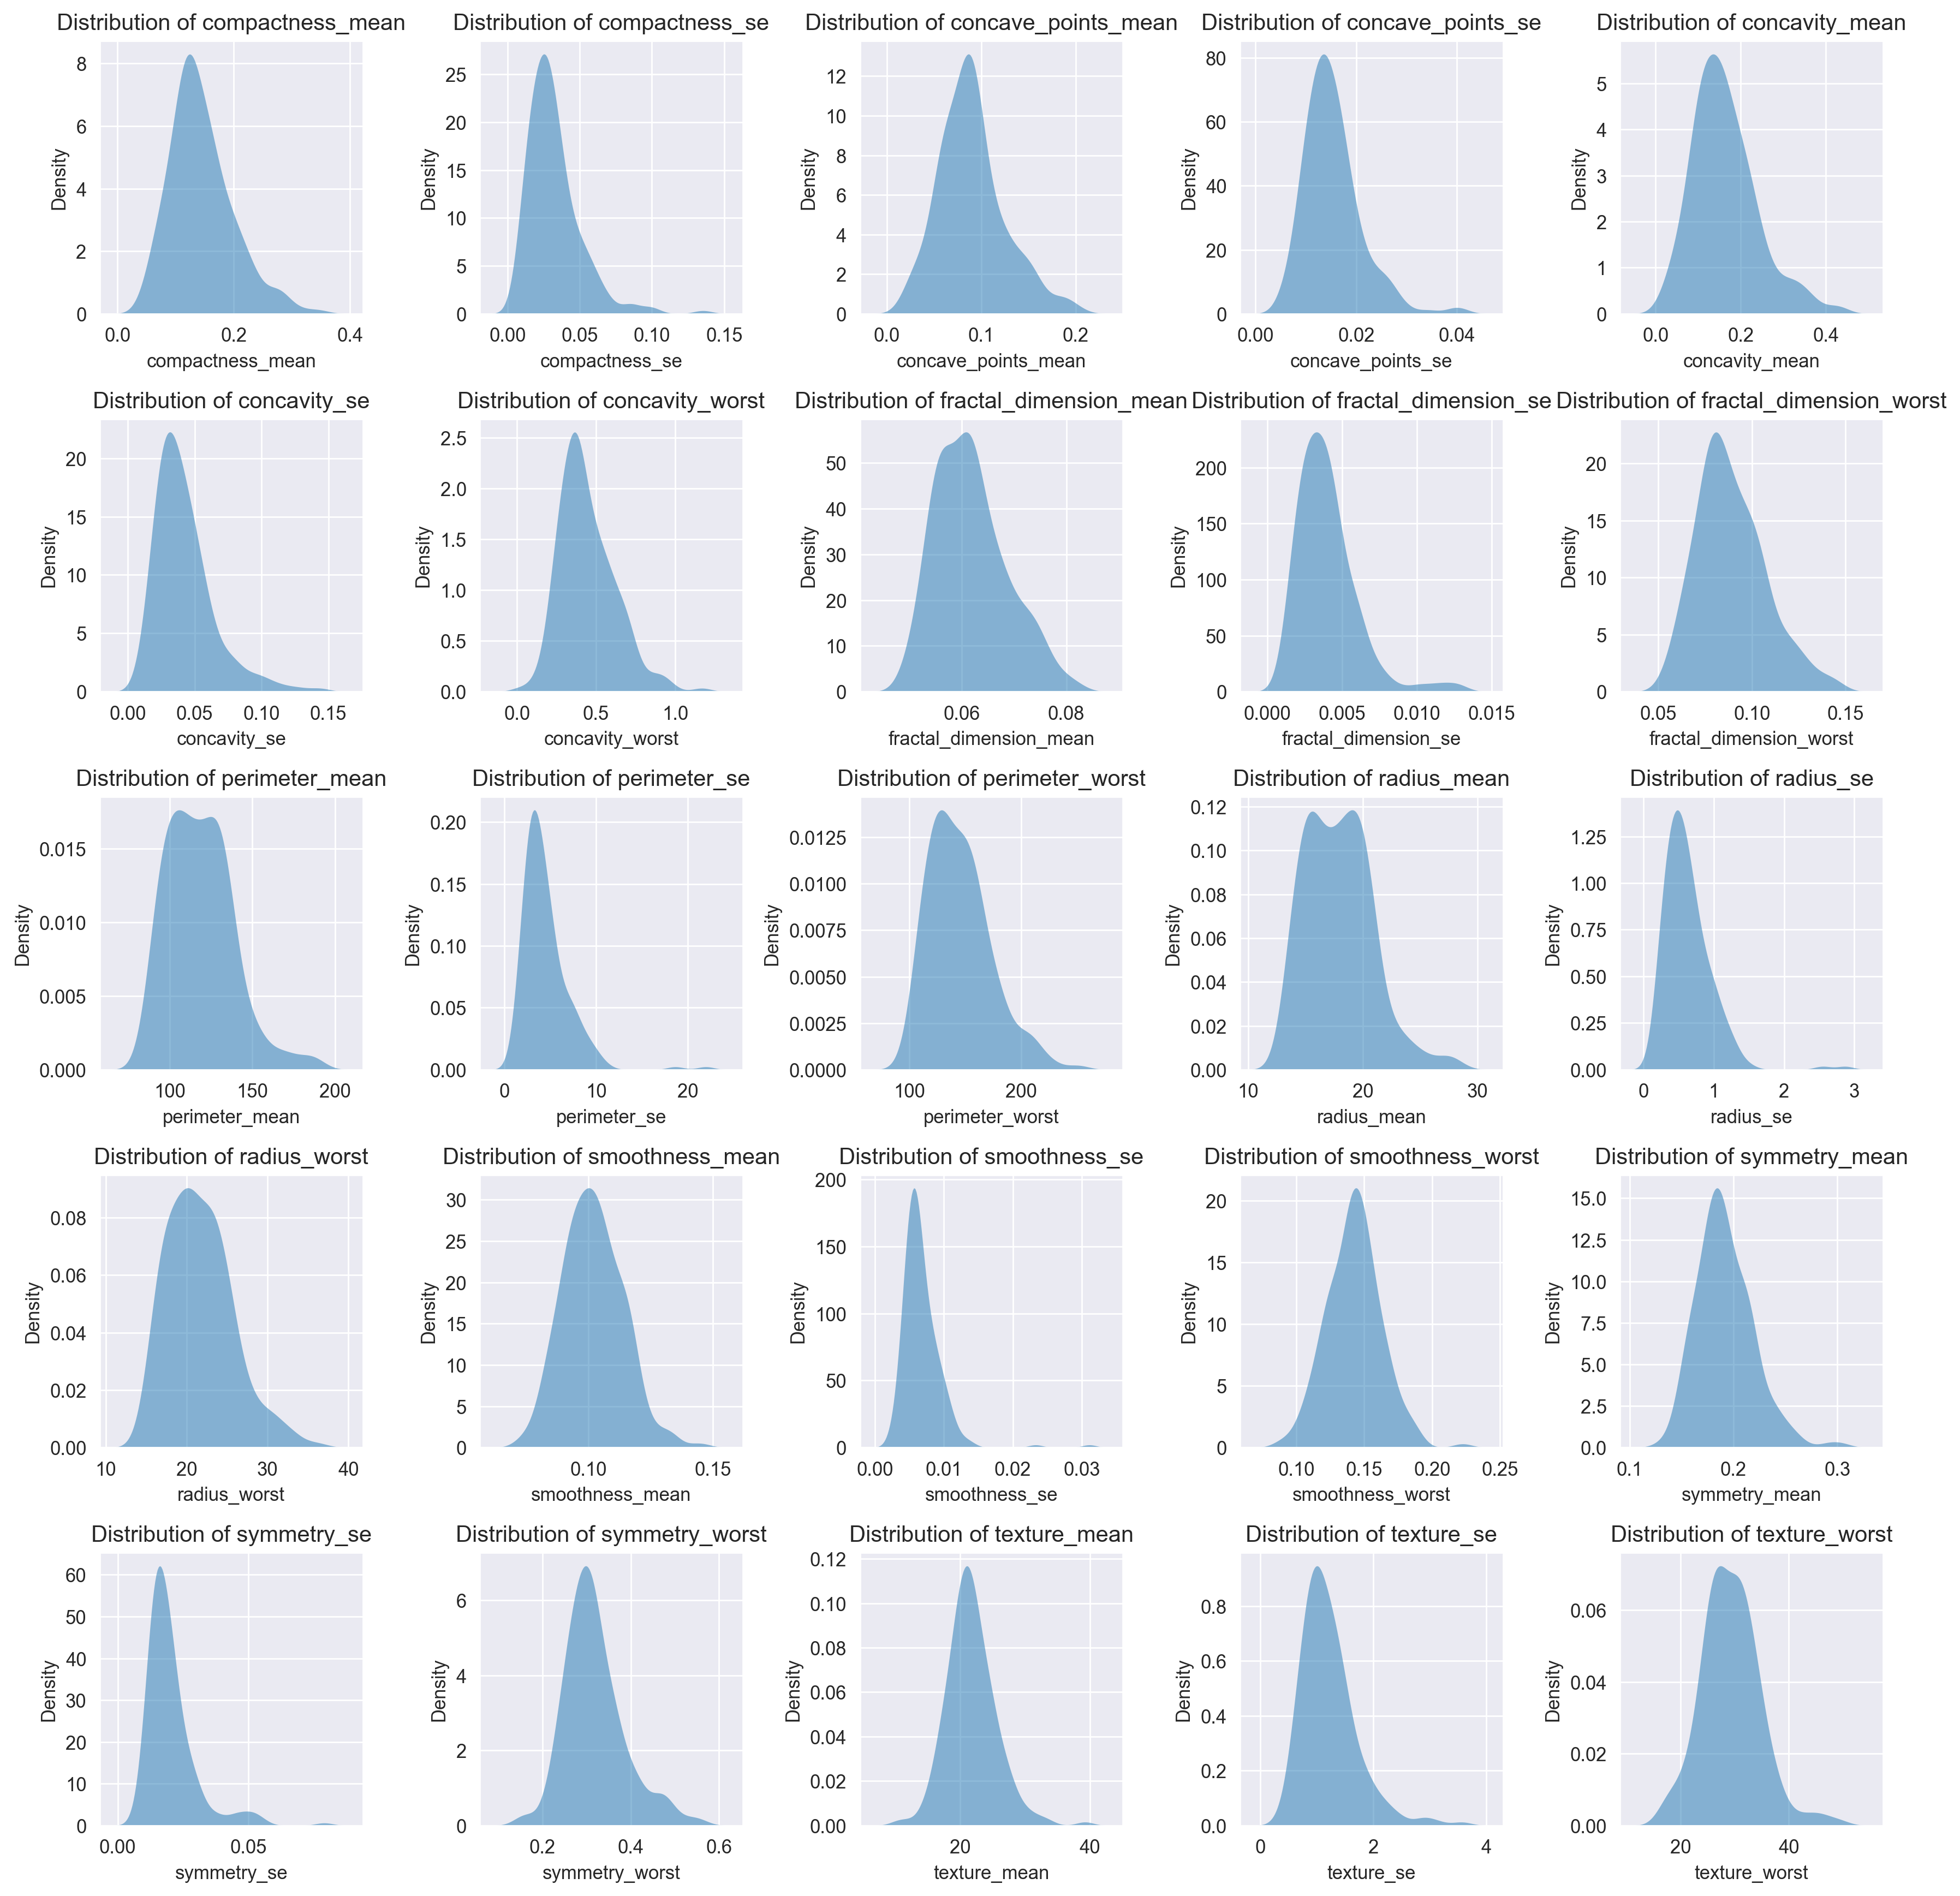 Distribution of compactness_mean
Density
8
6
4
2
0
0.0 0.2 0.4
compactness_mean
Distribution of compactness_se
Density
25
20
15
10
5
0
0.00 0.05 0.10 0.15
compactness_se
Distribution of concave_points_mean
Density
12
10
8
6
4
2
0
0.0 0.1 0.2
concave_points_mean
Distribution of concave_points_se
Density
80
60
40
20
0
0.00 0.02 0.04
concave_points_se
Distribution of concavity_mean
Density
5
4
3
2
1
0
0.0 0.2 0.4
concavity_mean
Distribution of concavity_se
Density
20
15
10
5
0
0.00 0.05 0.10 0.15
concavity_se
Distribution of concavity_worst
Density
2.5
2.0
1.5
1.0
0.5
0.0
0.0 0.5 1.0
concavity_worst
Distribution of fractal_dimension_mean
Density
50
40
30
20
10
0
0.06 0.08
fractal_dimension_mean
Distribution of fractal_dimension_se
Density
200
150
100
50
0
0.000 0.005 0.010 0.015
fractal_dimension_se
Distribution of fractal_dimension_worst
Density
20
15
10
5
0
0.05 0.10 0.15
fractal_dimension_worst
Distribution of perimeter_mean
Density
0.015
0.010
0.005
0.000
100 150 200
perimeter_mean
Distribution of perimeter_se
Density
0.20
0.15
0.10
0.05
0.00
0 10 20
perimeter_se
Distribution of perimeter_worst
Density
0.0125
0.0100
0.0075
0.0050
0.0025
0.0000
100 200
perimeter_worst
Distribution of radius_mean
Density
0.12
0.10
0.08
0.06
0.04
0.02
0.00
10 20 30
radius_mean
Distribution of radius_se
Density
1.25
1.00
0.75
0.50
0.25
0.00
0 1 2 3
radius_se
Distribution of radius_worst
Density
0.08
0.06
0.04
0.02
0.00
10 20 30 40
radius_worst
Distribution of smoothness_mean
Density
30
25
20
15
10
5
0
0.10 0.15
smoothness_mean
Distribution of smoothness_se
Density
200
150
100
50
0
0.00 0.01 0.02 0.03
smoothness_se
Distribution of smoothness_worst
Density
20
15
10
5
0
0.10 0.15 0.20 0.25
smoothness_worst
Distribution of symmetry_mean
Density
15.0
12.5
10.0
7.5
5.0
2.5
0.0
0.1 0.2 0.3
symmetry_mean
Distribution of symmetry_se
Density
60
50
40
30
20
10
0
0.00 0.05
symmetry_se
Distribution of symmetry_worst
Density
6
4
2
0
0.2 0.4 0.6
symmetry_worst
Distribution of texture_mean
Density
0.12
0.10
0.08
0.06
0.04
0.02
0.00
20 40
texture_mean
Distribution of texture_se
Density
0.8
0.6
0.4
0.2
0.0
0 2 4
texture_se
Distribution of texture_worst
Density
0.06
0.04
0.02
0.00
20 40
texture_worst